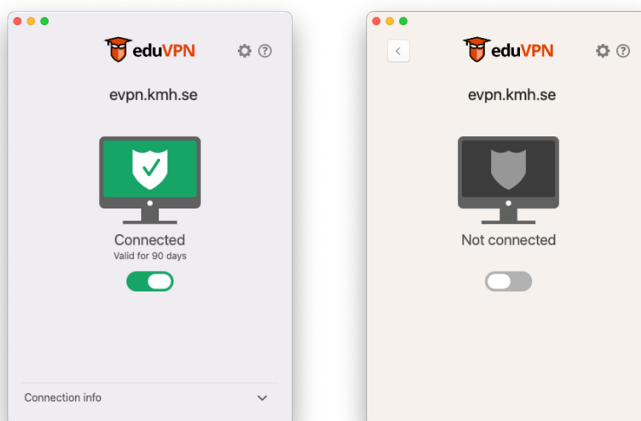 eduVPN
evpn.kmh.se
Connected
Valid for 90 days
Connection info
eduVPN
evpn.kmh.se
Not connected